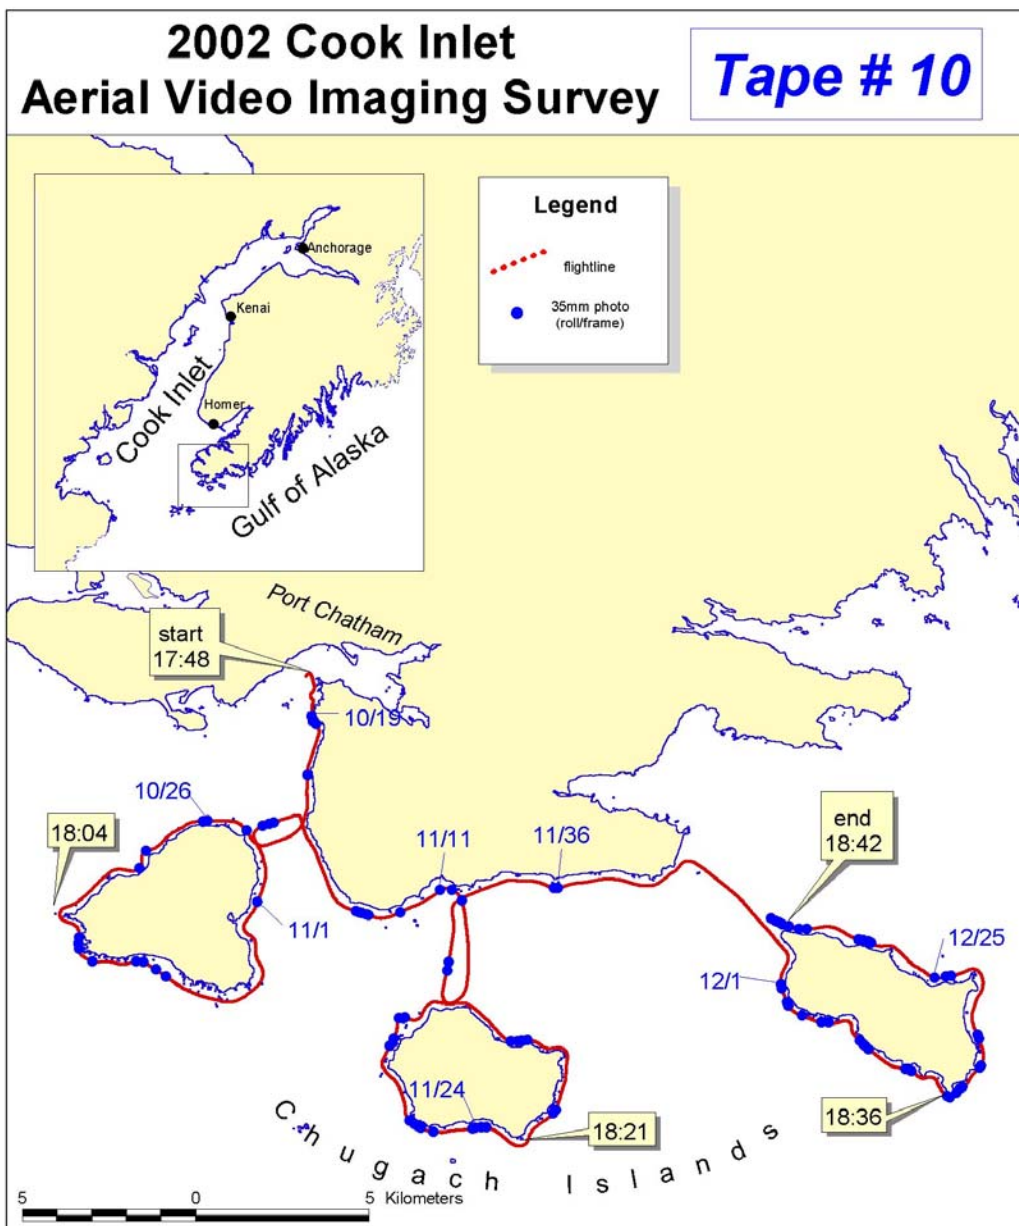 2002 Cook Inlet
Aerial Video Imaging Survey
Tape # 10
Legend
flightline
35mm photo
(roll/frame)
Anchorage
Kenai
Homer
Cook Inlet
Gulf of Alaska
Port Chatham
start
17:48
10/19
10/26
18:04
11/1
11/11
11/36
end
18:42
12/25
12/1
11/24
18:21
18:36
Chugach Islands
5 0 5 Kilometers